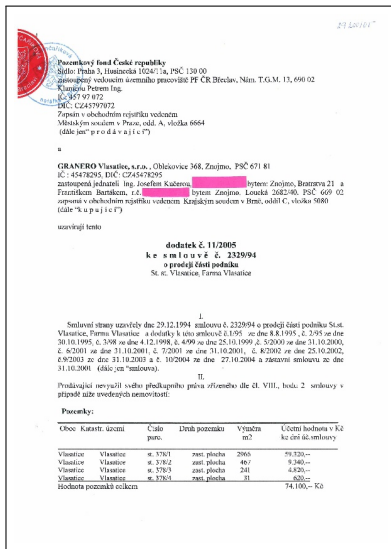 Pozemkový fond České republiky
Sídlo: Praha 3, Husinecká 1024/11a, PSČ 130 00
zastoupený vedoucím územního pracoviště PF ČR Břeclav, Nám. T.G.M. 13, 690 02
Petrem Ing.
IČ: 457 97 072
DIČ: CZ45797072
Zapsán v obchodním rejstříku vedeném
Městským soudem v Praze, odd. A, vložka 6664
(dále jen "p r o d á v a j í c í")
a
GRANERO Vlasatice, s.r.o. , Oblekovice 368, Znojmo, PSČ 671 81
IČ : 45478295, DIČ: CZ45478295
zastoupená jednateli Ing. Josefem Kučerou, bytem: Znojmo, Bratrstva 21 a
Františkem Bartákem, r.č. bytem Znojmo, Loucká 2682/40, PSČ 669 02
zapsaná v obchodním rejstříku vedeném Krajským soudem v Brně, oddíl C, vložka 5080
(dále "k u p u j í c í")
uzavírají tento
dodatek č. 11/2005
k e s m l o u v ě č. 2329/94
o prodeji části podniku
St. st. Vlasatice, Farma Vlasatice
I.
Smluvní strany uzavřely dne 29.12.1994 smlouvu č. 2329/94 o prodeji části podniku St.st.
Vlasatice, Farma Vlasatice a dodatky k této smlouvě č.1/95 ze dne 8.8.1995 , č. 2/95 ze dne
30.10.1995, č. 3/98 ze dne 4.12.1998, č. 4/99 ze dne 25.10.1999 ,č. 5/2000 ze dne 31.10.2000,
č. 6/2001 ze dne 31.10.2001, č. 7/2001 ze dne 31.10.2001, č. 8/2002 ze dne 25.10.2002,
č.9/2003 ze dne 31.10.2003 a č. 10/2004 ze dne 27.10.2004 a zástavní smlouvu ze dne
31.10.2001 (dále jen "smlouva).
II.
Prodávající nevyužil svého předkupního práva zřízeného dle čl. VIII., bodu 2 smlouvy v
případě níže uvedených nemovitostí:
Pozemky:
Obec Katastr. území Číslo Druh pozemku Výměra Účetní hodnota v Kč
parc. m2 ke dni úč.smlouvy
Vlasatice Vlasatice st. 378/1 zast. plocha 2966 59.320,--
Vlasatice Vlasatice st. 378/2 zast. plocha 467 9.340,--
Vlasatice Vlasatice st. 378/3 zast. plocha 241 4.820,--
Vlasatice Vlasatice st. 378/4 zast. plocha 31 620,--
Hodnota pozemků celkem 74.100,-- Kč